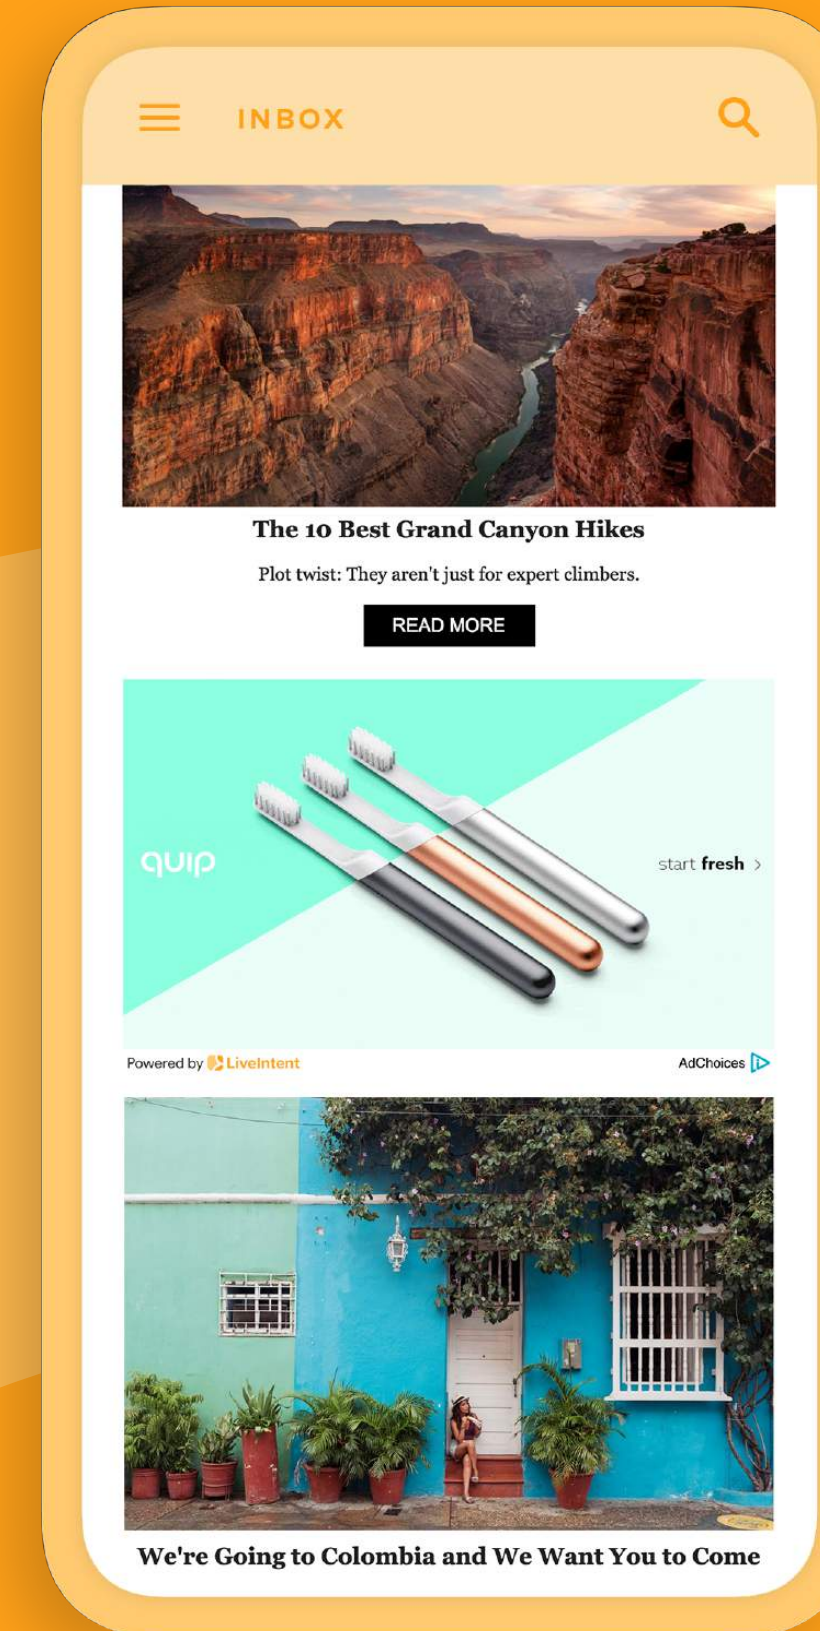 INBOX
The 10 Best Grand Canyon Hikes
Plot twist: They aren't just for expert climbers.
READ MORE
quip
start fresh >
Powered by LiveIntent
AdChoices
We're Going to Colombia and We Want You to Come